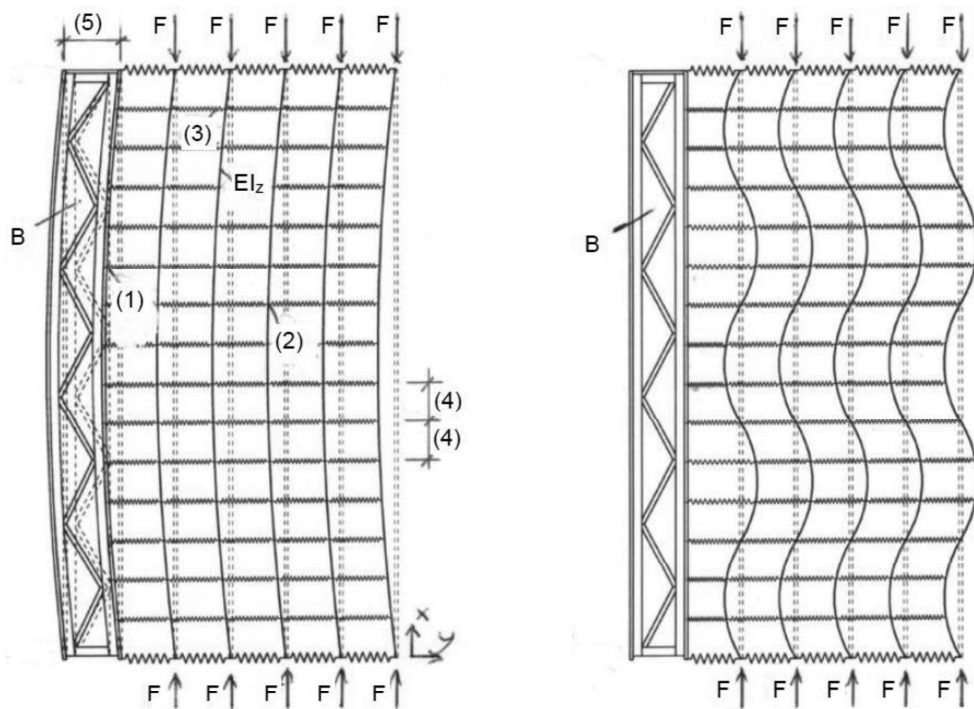 (5)
F F F F F
F F F F F
(3)
EIz
B
B
(1)
(2)
(4)
(4)
x
y
F F F F F
F F F F F